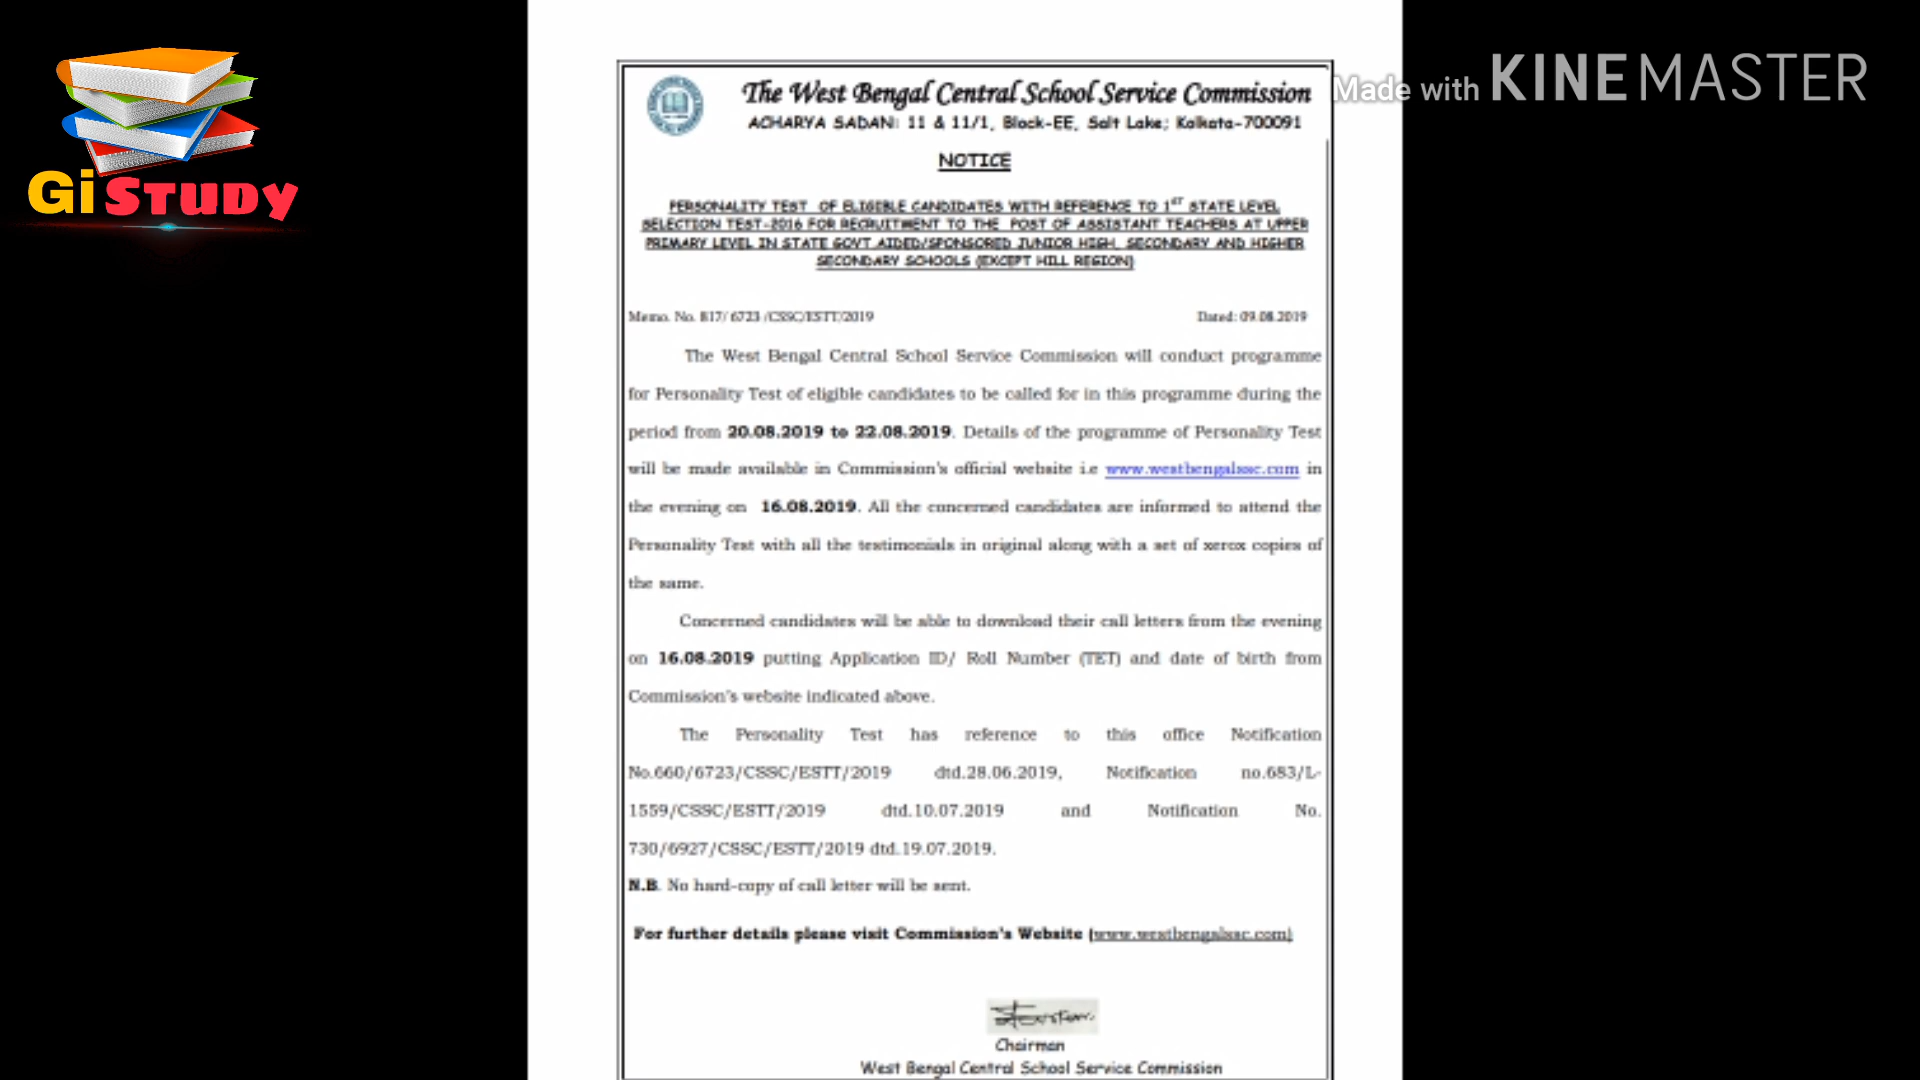 Gi STUDY
Made with KINEMASTER
The West Bengal Central School Service Commission
ACHARYA SADAN: 11 & 11/1, Block-EE, Salt Lake; Kolkata-700091
NOTICE
PERSONALITY TEST OF ELIGIBLE CANDIDATES WITH REFERENCE TO 1ST STATE LEVEL
SELECTION TEST-2016 FOR RECRUITMENT TO THE POST OF ASSISTANT TEACHERS AT UPPER
PRIMARY LEVEL IN STATE GOVT AIDED/SPONSORED JUNIOR HIGH, SECONDARY AND HIGHER
SECONDARY SCHOOLS (EXCEPT HILL REGION)
Memo. No. 817/ 6723 /CSSC/ESTT/2019 Dated: 09.08.2019
The West Bengal Central School Service Commission will conduct programme
for Personality Test of eligible candidates to be called for in this programme during the
period from 20.08.2019 to 22.08.2019. Details of the programme of Personality Test
will be made available in Commission's official website i.e www.westbengalssc.com in
the evening on 16.08.2019. All the concerned candidates are informed to attend the
Personality Test with all the testimonials in original along with a set of xerox copies of
the same.
Concerned candidates will be able to download their call letters from the evening
on 16.08.2019 putting Application ID/ Roll Number (TET) and date of birth from
Commission's website indicated above.
The Personality Test has reference to this office Notification
No.660/6723/CSSC/ESTT/2019 dtd.28.06.2019, Notification no.683/L-
1559/CSSC/ESTT/2019 dtd.10.07.2019 and Notification No.
730/6927/CSSC/ESTT/2019 dtd.19.07.2019.
N.B. No hard-copy of call letter will be sent.
For further details please visit Commission's Website (www.westbengalssc.com)
Chairman
West Bengal Central School Service Commission